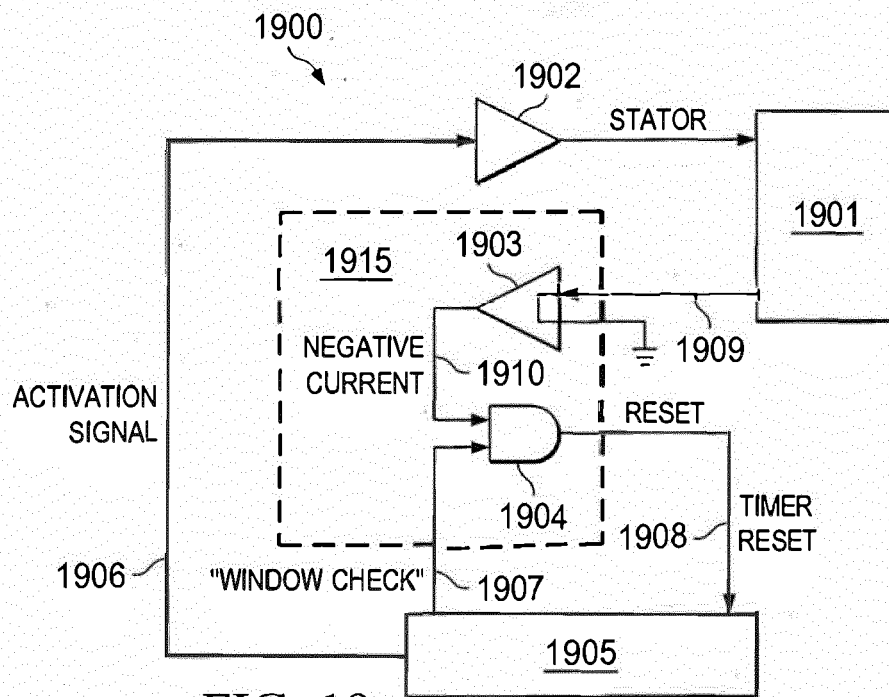 1900
1902
STATOR
1901
1903
1915
1909
NEGATIVE
CURRENT
1910
ACTIVATION
SIGNAL
RESET
1904
TIMER
RESET
1908
1906
"WINDOW CHECK"
1907
1905